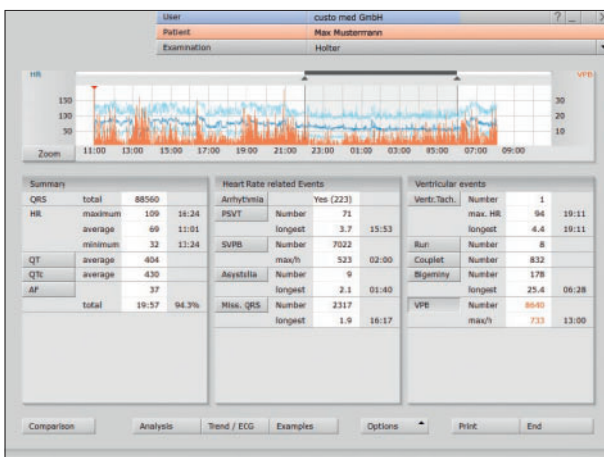 User custo med GmbH ? _
Patient Max Mustermann
Examination Holter
HR VPB
150 30
100 20
50 10
Zoom 11:00 13:00 15:00 17:00 19:00 21:00 23:00 01:00 03:00 05:00 07:00 09:00
Summary
QRS total 88560
HR maximum 109 16:24
average 69 11:01
minimum 32 13:24
QT average 404
QTc average 430
AF 37
total 19:57 94.3%
Heart Rate related Events
Arrhythmia Yes (223)
PSVT Number 71
longest 3.7 15:53
SVPB Number 7022
max/h 523 02:00
Asystolia Number 9
longest 2.1 01:40
Miss. QRS Number 2317
longest 1.9 16:17
Ventricular events
Ventr.Tach. Number 1
max. HR 94 19:11
longest 4.4 19:11
Run Number 8
Couplet Number 832
Bigeminy Number 178
longest 25.4 06:28
VPB Number 8640
max/h 733 13:00
Comparison Analysis Trend / ECG Examples Options Print End